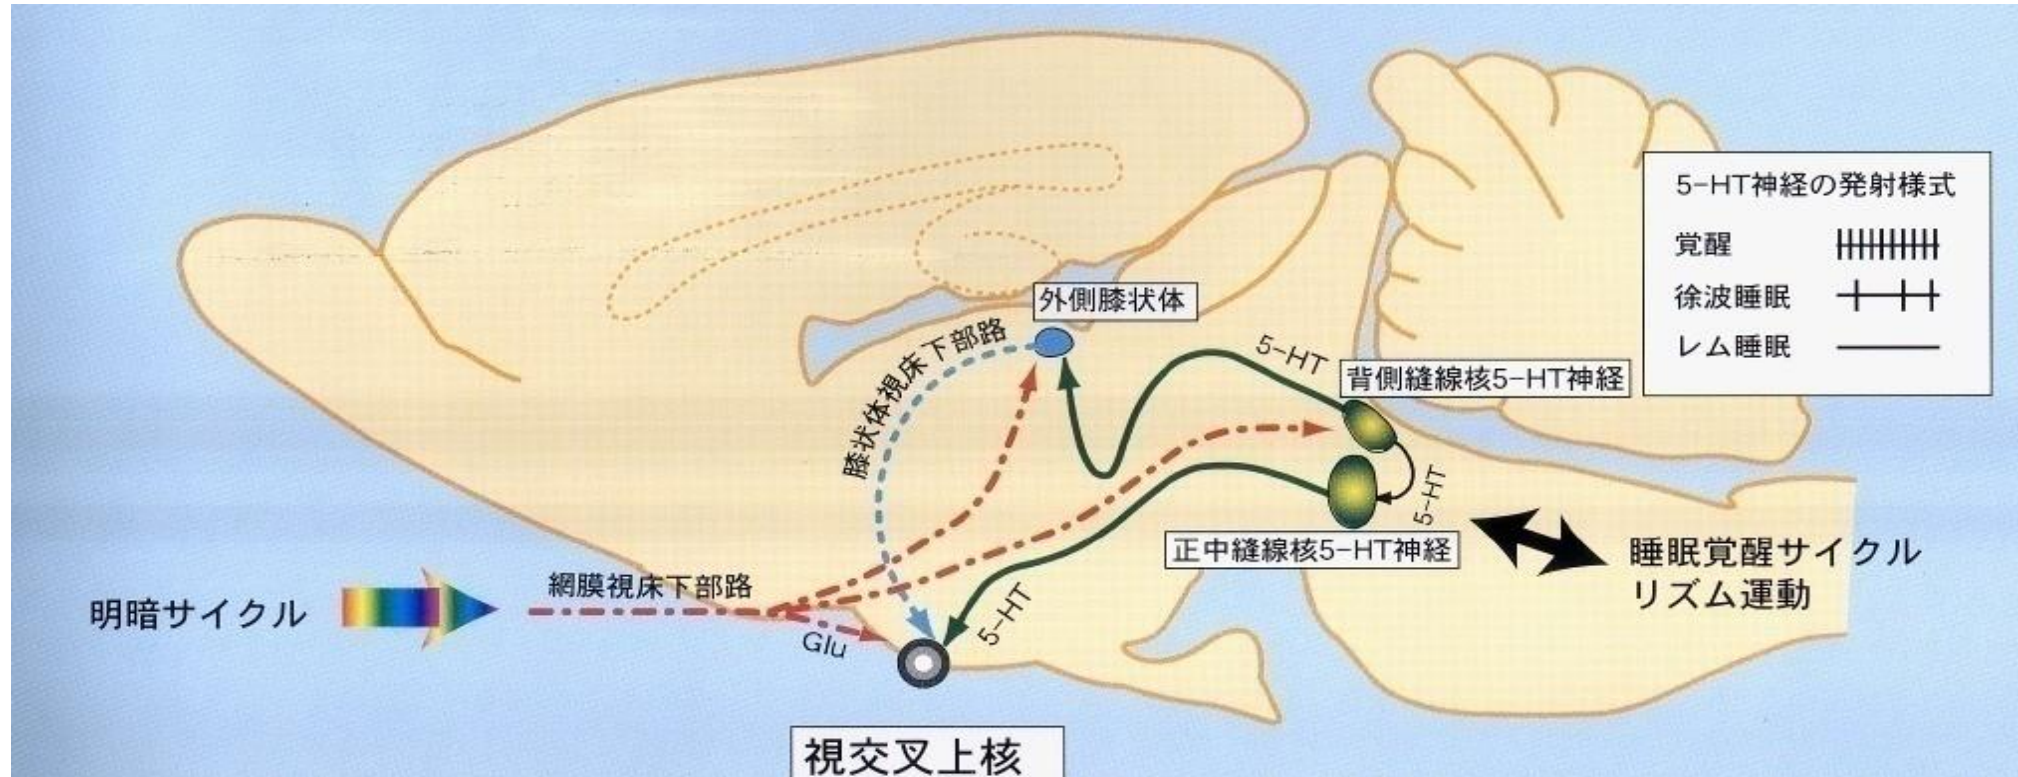 5-HT神経の発射様式
覚醒
徐波睡眠
レム睡眠
外側膝状体
膝状体視床下部路
5-HT
背側縫線核5-HT神経
5-HT
正中縫線核5-HT神経
睡眠覚醒サイクル
リズム運動
明暗サイクル
網膜視床下部路
Glu
5-HT
視交叉上核